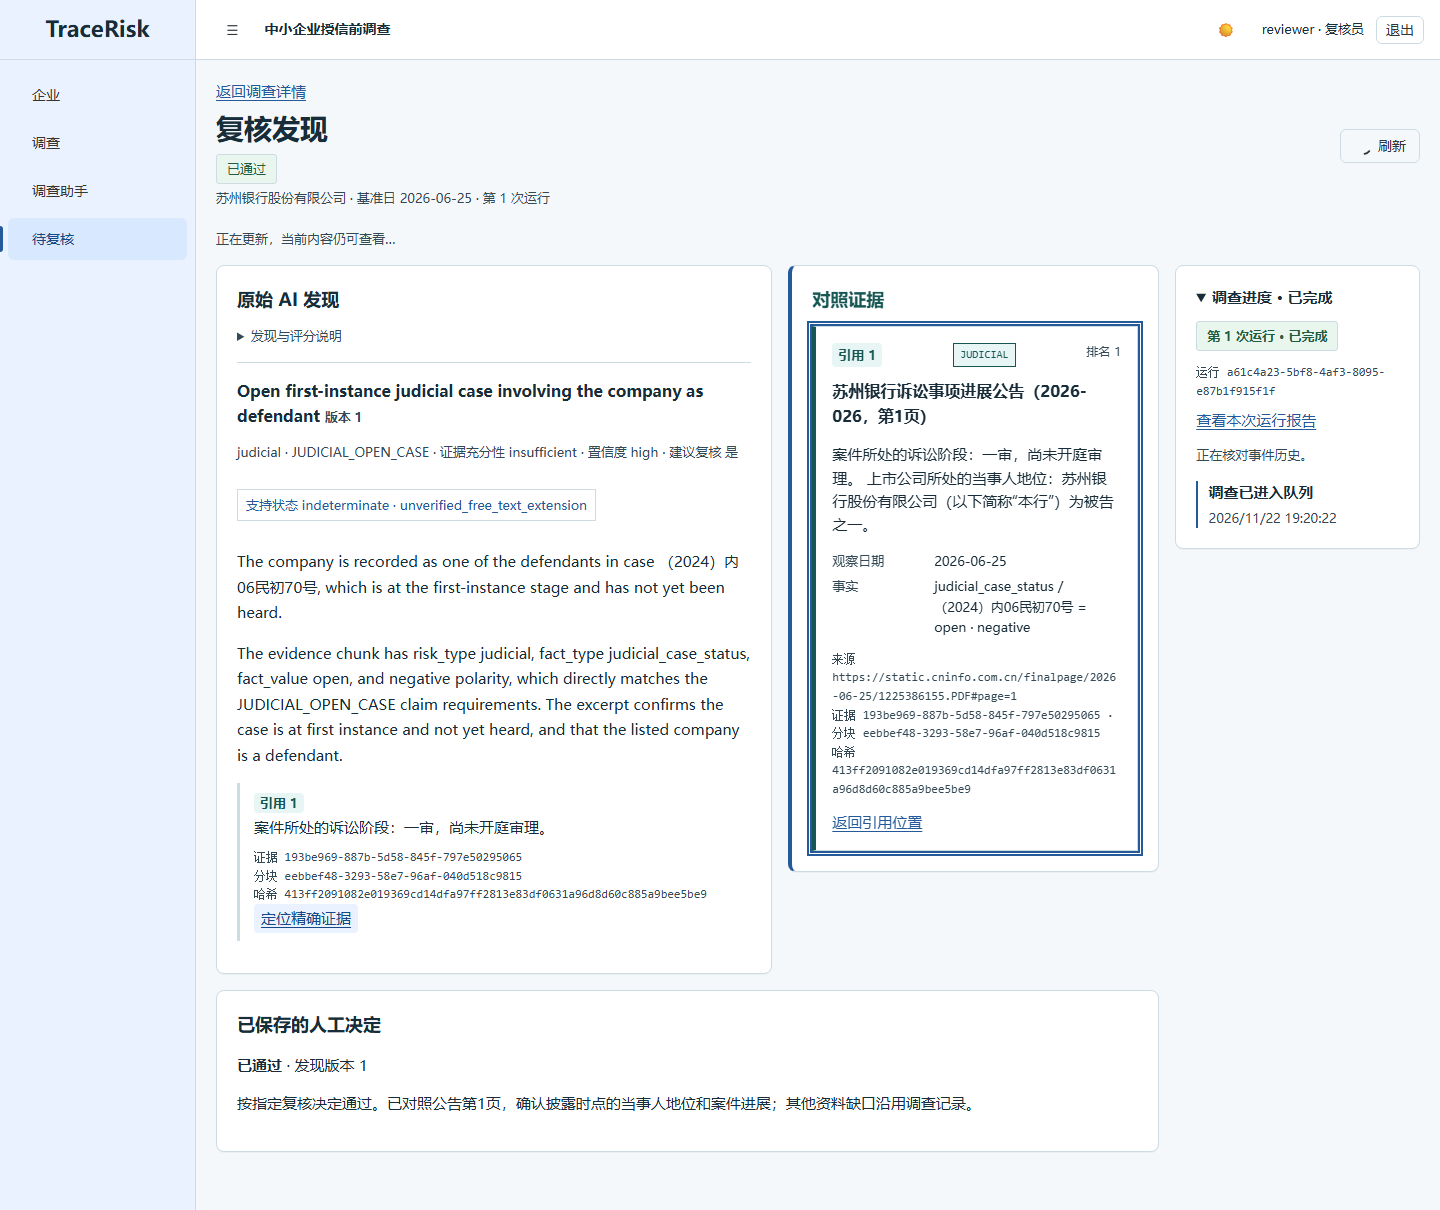 TraceRisk
☰ 中小企业授信前调查
reviewer · 复核员
退出
企业
调查
调查助手
待复核
返回调查详情
复核发现
刷新
已通过
苏州银行股份有限公司 · 基准日 2026-06-25 · 第 1 次运行
正在更新，当前内容仍可查看...
原始 AI 发现
▶ 发现与评分说明
Open first-instance judicial case involving the company as
defendant 版本 1
judicial · JUDICIAL_OPEN_CASE · 证据充分性 insufficient · 置信度 high · 建议复核 是
支持状态 indeterminate · unverified_free_text_extension
The company is recorded as one of the defendants in case （2024）内
06民初70号, which is at the first-instance stage and has not yet been
heard.
The evidence chunk has risk_type judicial, fact_type judicial_case_status,
fact_value open, and negative polarity, which directly matches the
JUDICIAL_OPEN_CASE claim requirements. The excerpt confirms the
case is at first instance and not yet heard, and that the listed company
is a defendant.
引用 1
案件所处的诉讼阶段：一审，尚未开庭审理。
证据 193be969-887b-5d58-845f-797e50295065
分块 eebbef48-3293-58e7-96af-040d518c9815
哈希 413ff2091082e019369cd14dfa97ff2813e83df0631a96d8d60c885a9bee5be9
定位精确证据
对照证据
引用 1
JUDICIAL
排名 1
苏州银行诉讼事项进展公告（2026-
026，第1页）
案件所处的诉讼阶段：一审，尚未开庭审
理。 上市公司所处的当事人地位：苏州银
行股份有限公司（以下简称“本行”）为被告
之一。
观察日期 2026-06-25
事实 judicial_case_status /
（2024）内06民初70号 =
open · negative
来源
https://static.cninfo.com.cn/finalpage/2026
-06-25/1225386155.PDF#page=1
证据 193be969-887b-5d58-845f-797e50295065 ·
分块 eebbef48-3293-58e7-96af-040d518c9815
哈希
413ff2091082e019369cd14dfa97ff2813e83df0631
a96d8d60c885a9bee5be9
返回引用位置
▼ 调查进度 • 已完成
第 1 次运行 • 已完成
运行 a61c4a23-5bf8-4af3-8095-
e87b1f915f1f
查看本次运行报告
正在核对事件历史。
调查已进入队列
2026/11/22 19:20:22
已保存的人工决定
已通过 · 发现版本 1
按指定复核决定通过。已对照公告第1页，确认披露时点的当事人地位和案件进展；其他资料缺口沿用调查记录。